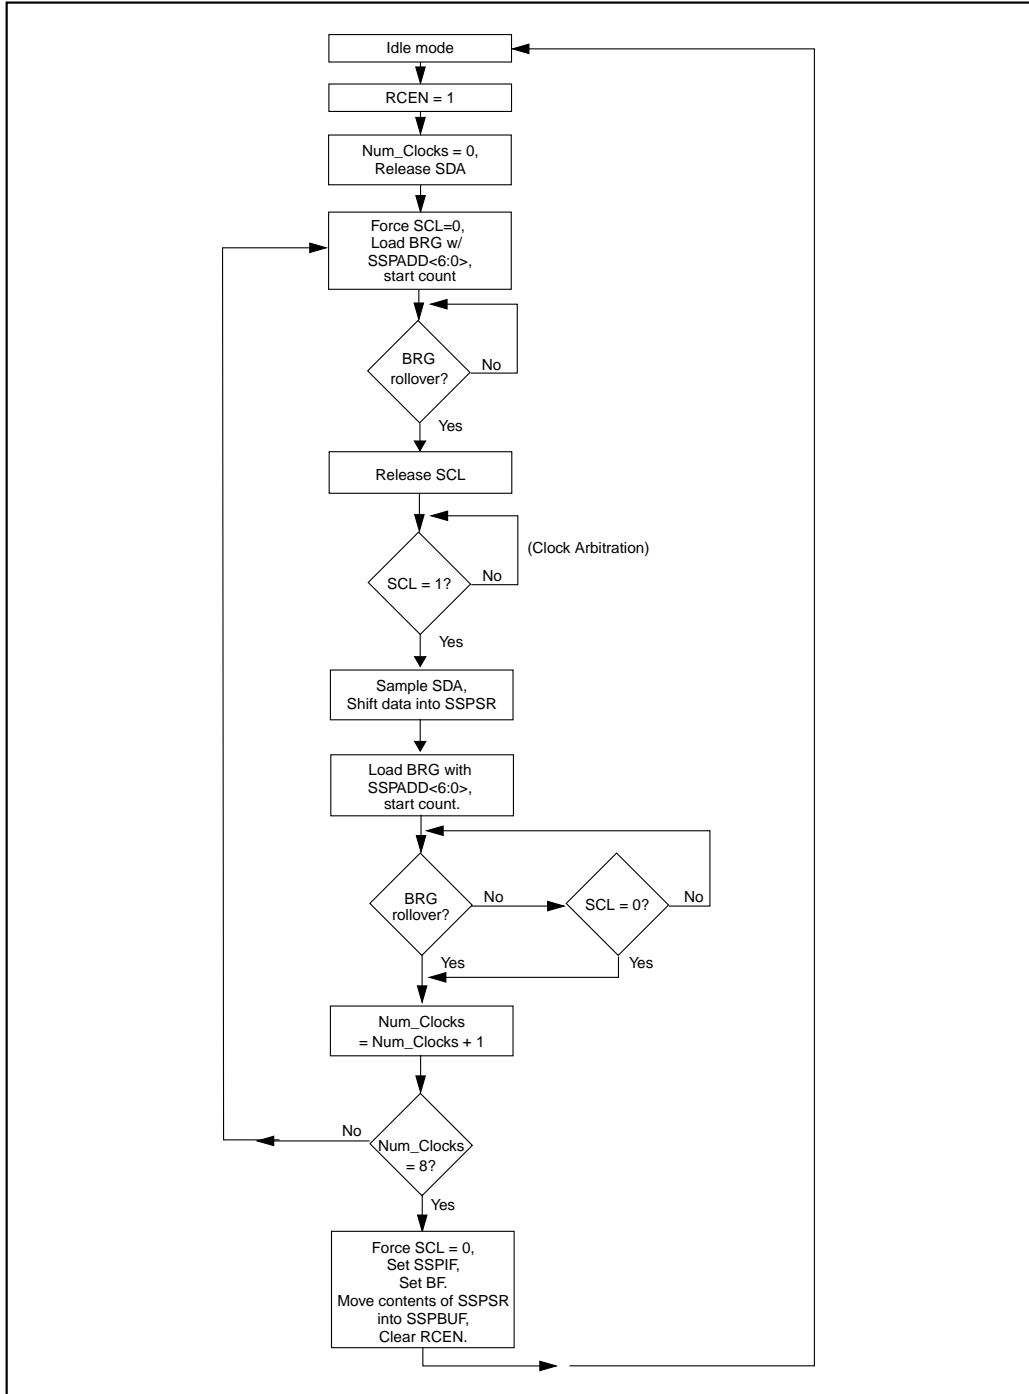 Idle mode
RCEN = 1
Num_Clocks = 0,
Release SDA
Force SCL=0,
Load BRG w/
SSPADD<6:0>,
start count
BRG
rollover?
No
Yes
Release SCL
(Clock Arbitration)
SCL = 1?
No
Yes
Sample SDA,
Shift data into SSPSR
Load BRG with
SSPADD<6:0>,
start count.
BRG
rollover?
No
SCL = 0?
No
Yes
Yes
Num_Clocks
= Num_Clocks + 1
No
Num_Clocks
= 8?
Yes
Force SCL = 0,
Set SSPIF,
Set BF.
Move contents of SSPSR
into SSPBUF,
Clear RCEN.